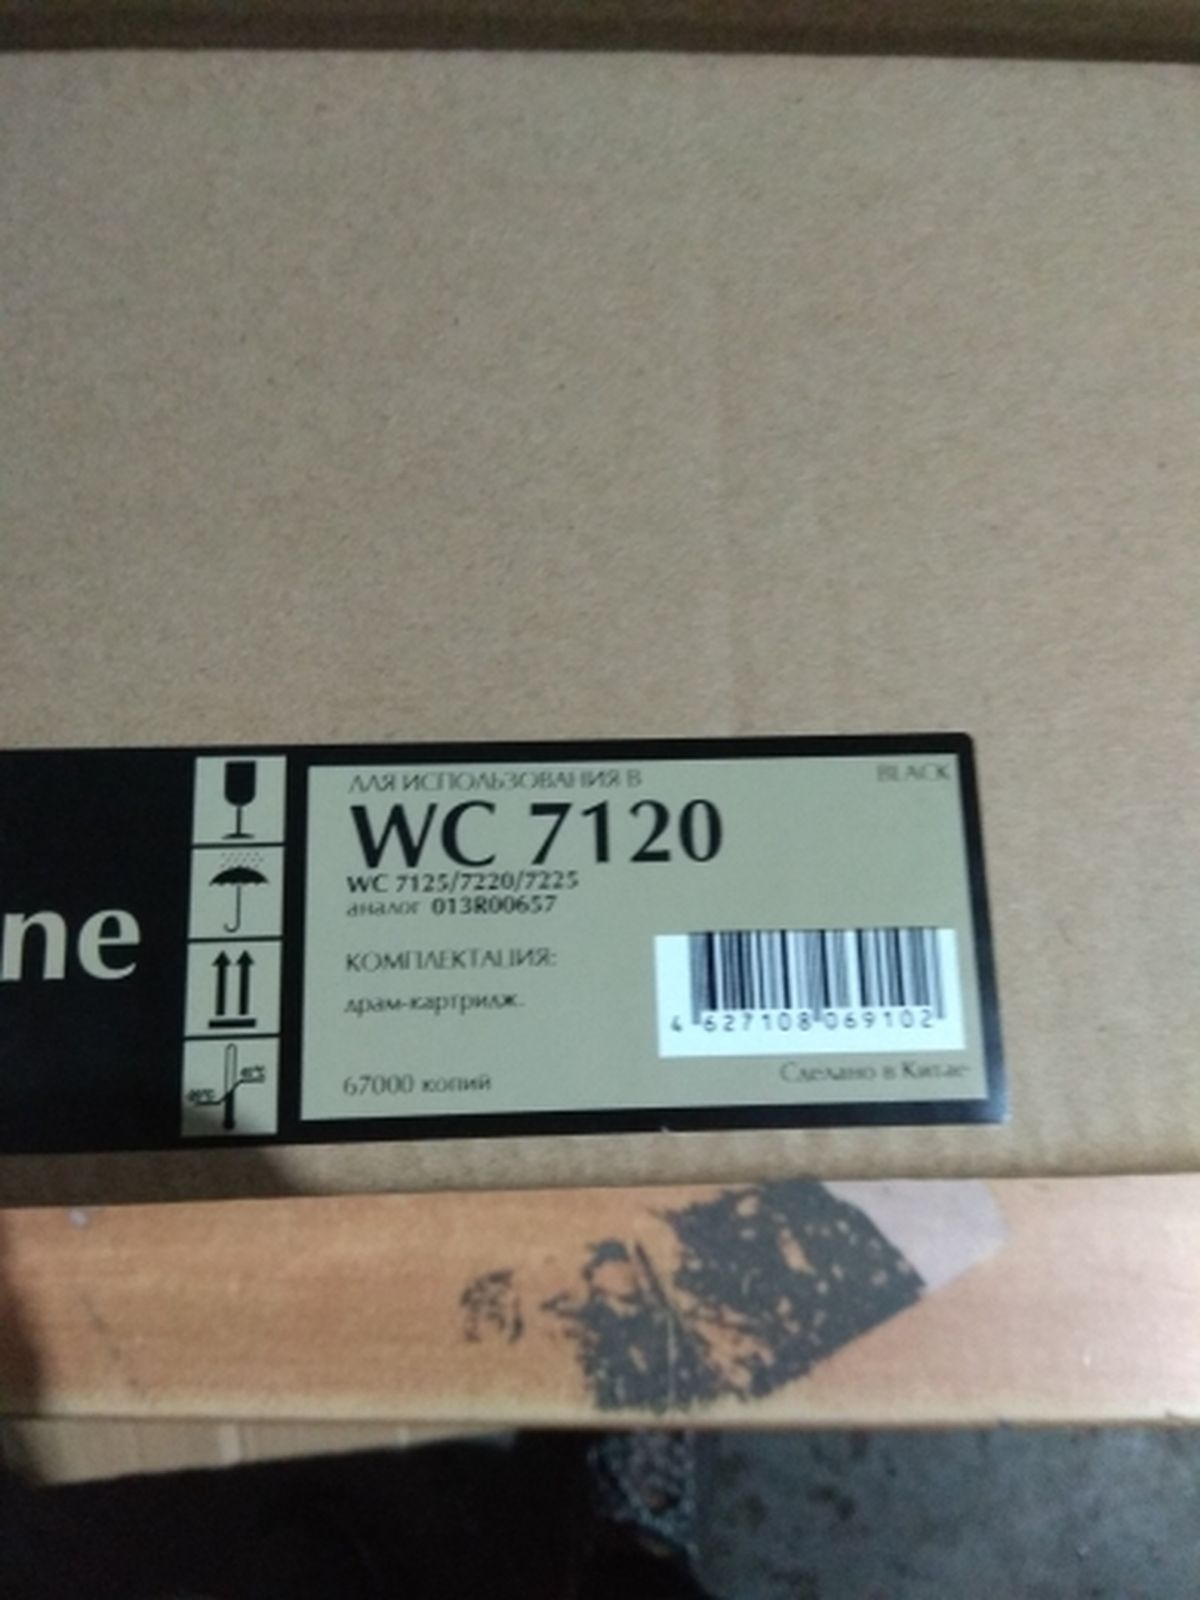 ne
ДЛЯ ИСПОЛЬЗОВАНИЯ В
BLACK
WC 7120
WC 7125/7220/7225
аналог 013R00657
КОМПЛЕКТАЦИЯ:
драм-картридж.
4 627108 069102
67000 копий
Сделано в Китае